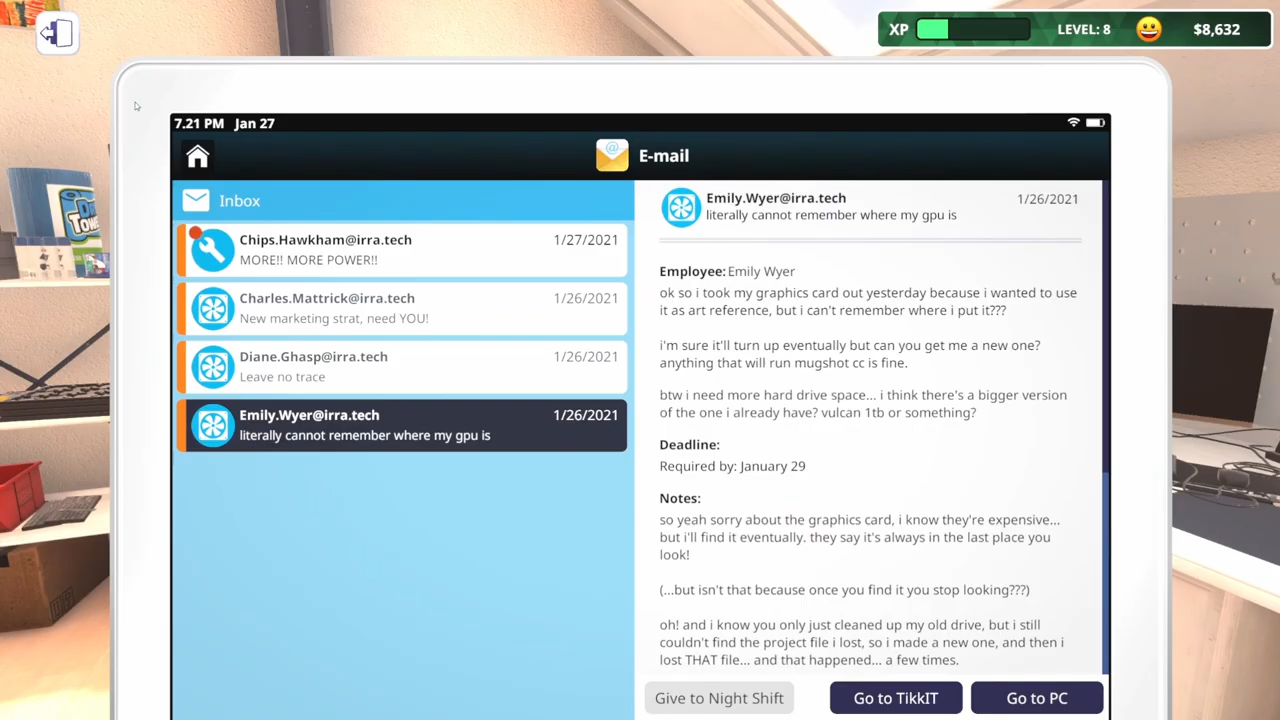 XP
LEVEL: 8
$8,632
7.21 PM Jan 27
E-mail
Inbox
Chips.Hawkham@irra.tech 1/27/2021
MORE!! MORE POWER!!
Charles.Mattrick@irra.tech 1/26/2021
New marketing strat, need YOU!
Diane.Ghasp@irra.tech 1/26/2021
Leave no trace
Emily.Wyer@irra.tech 1/26/2021
literally cannot remember where my gpu is
Emily.Wyer@irra.tech 1/26/2021
literally cannot remember where my gpu is
Employee: Emily Wyer
ok so i took my graphics card out yesterday because i wanted to use
it as art reference, but i can't remember where i put it???
i'm sure it'll turn up eventually but can you get me a new one?
anything that will run mugshot cc is fine.
btw i need more hard drive space... i think there's a bigger version
of the one i already have? vulcan 1tb or something?
Deadline:
Required by: January 29
Notes:
so yeah sorry about the graphics card, i know they're expensive...
but i'll find it eventually. they say it's always in the last place you
look!
(...but isn't that because once you find it you stop looking???)
oh! and i know you only just cleaned up my old drive, but i still
couldn't find the project file i lost, so i made a new one, and then i
lost THAT file... and that happened... a few times.
Give to Night Shift
Go to TikkIT
Go to PC